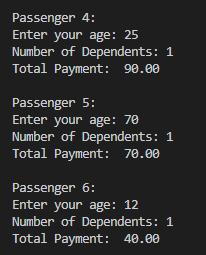 Passenger 4:
Enter your age: 25
Number of Dependents: 1
Total Payment:  90.00

Passenger 5:
Enter your age: 70
Number of Dependents: 1
Total Payment:  70.00

Passenger 6:
Enter your age: 12
Number of Dependents: 1
Total Payment:  40.00